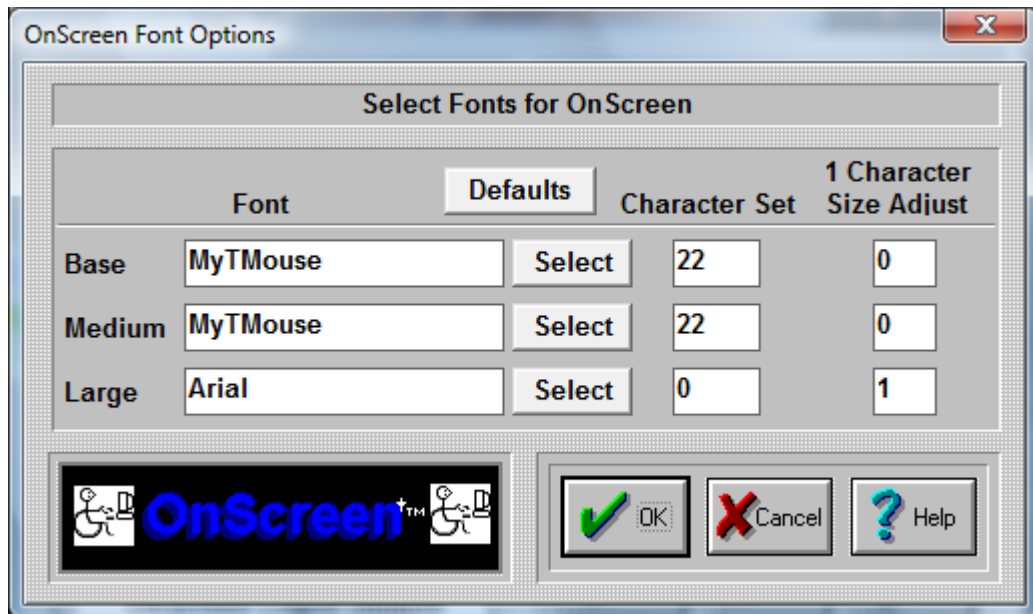 OnScreen Font Options
Select Fonts for OnScreen
Font Defaults Character Set 1 Character Size Adjust
Base MyTMouse Select 22 0
Medium MyTMouse Select 22 0
Large Arial Select 0 1
OnScreen†™ OK Cancel Help